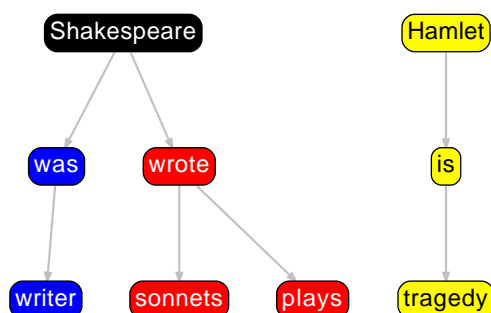 Shakespeare Hamlet
was wrote is
writer sonnets plays tragedy